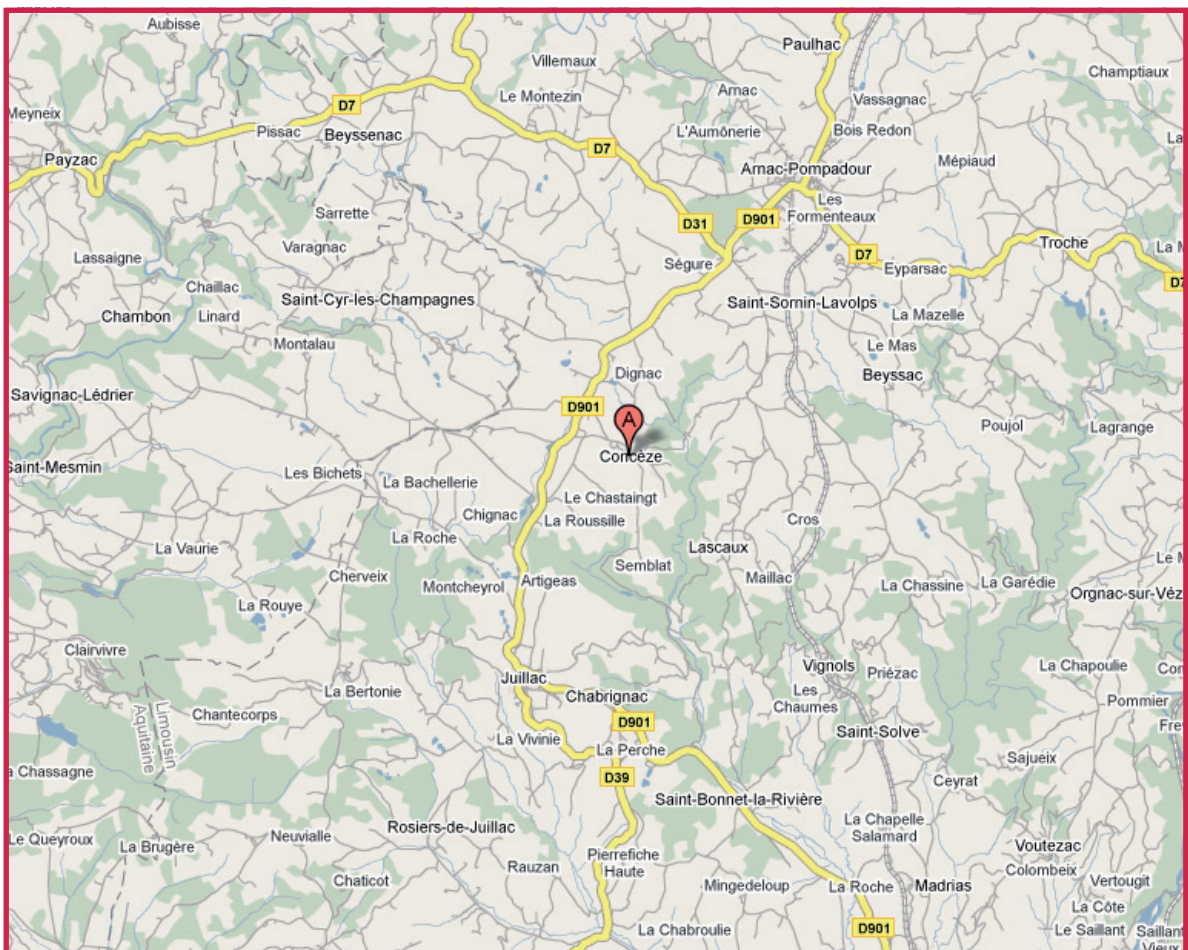 Aubisse
Paulhac
Villemaux
Champtiaux
Arnac
Le Montezin
Vassagnac
D7
Meyneix
Pissac
Beyssenac
L'Aumônerie
Bois Redon
D7
Payzac
Mépiaud
Arnac-Pompadour
Les
Formenteaux
Sarrette
D31
D901
Varagnac
Troche
Lassaigne
D7
Ségure
Eyparsac
Chaillac
Saint-Cyr-les-Champagnes
Saint-Sornin-Lavolps
D7
Chambon
Linard
La Mazelle
Montalau
Le Mas
Dignac
Beyssac
Savignac-Lédrier
D901
A
Poujol
Lagrange
Concèze
Saint-Mesmin
Les Bichets
La Bachellerie
Le Chastaingt
Chignac
La Roussille
Cros
La Roche
La Vaurie
Lascaux
Semblat
Cherveix
Montcheyrol
Artigeas
Maillac
La Chassine
La Garédie
Orgnac-sur-Véz
La Rouye
Clairvivre
Vignols
Priézac
La Chapoulie
Juillac
La Bertonie
Chabrignac
Les
Chaumes
Pommier
Limousin
Aquitaine
Chantecorps
D901
La Vivinie
La Perche
Saint-Solve
Sajueix
a Chassagne
D39
Ceyrat
Saint-Bonnet-la-Rivière
La Chapelle
Salamard
Rosiers-de-Juillac
Le Queyroux
Neuvialle
La Brugère
Voutezac
Pierrefiche
Haute
Rauzan
Colombeix
Chaticot
Mingedeloup
La Roche
Madrias
Vertougit
La Côte
La Chabroulie
D901
Le Saillant
Saillant
Vieux